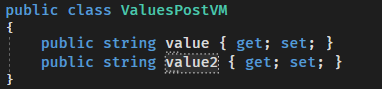 public class ValuesPostVM
{
    public string value { get; set; }
    public string value2 { get; set; }
}